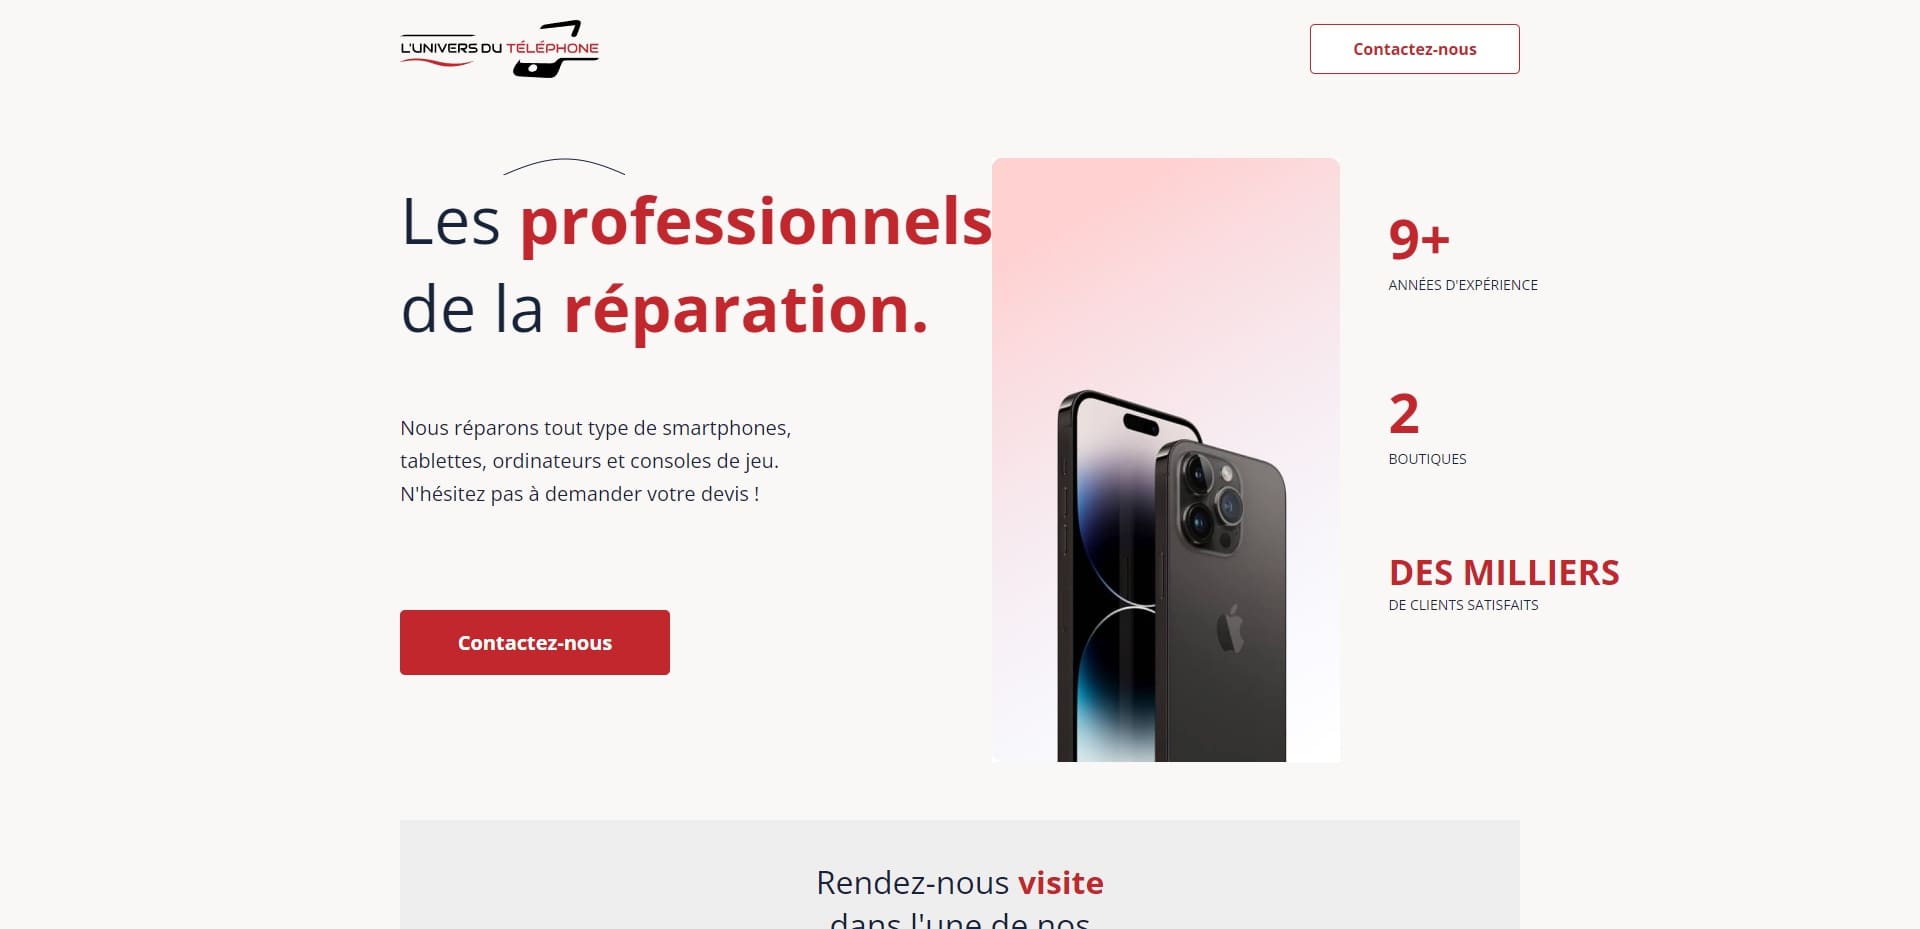 L'UNIVERS DU TÉLÉPHONE
Contactez-nous
Les professionnels
de la réparation.
Nous réparons tout type de smartphones,
tablettes, ordinateurs et consoles de jeu.
N'hésitez pas à demander votre devis !
Contactez-nous
9+
ANNÉES D'EXPÉRIENCE
2
BOUTIQUES
DES MILLIERS
DE CLIENTS SATISFAITS
Rendez-nous visite
dans l'une de nos